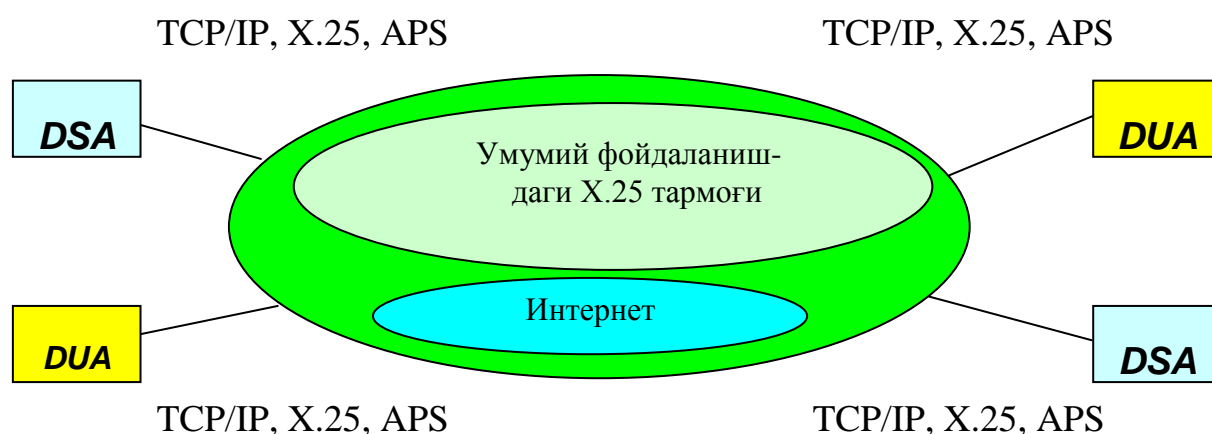 TCP/IP, X.25, APS
TCP/IP, X.25, APS
DSA
DUA
Умумий фойдаланиш-
даги X.25 тармоғи
Интернет
DUA
DSA
TCP/IP, X.25, APS
TCP/IP, X.25, APS